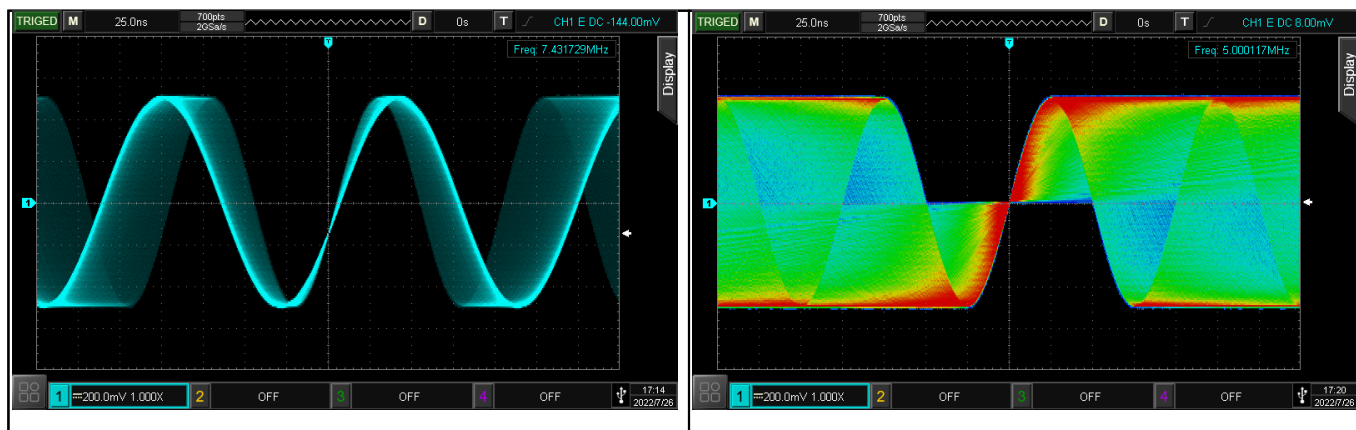 TRIGED M 25.0ns 700pts 2GSa/s D 0s T CH1 E DC -144.00mV
T
Freq: 7.431729MHz
Display
1
1 200.0mV 1.000X 2 OFF 3 OFF 4 OFF 17:14 2022/7/26
TRIGED M 25.0ns 700pts 2GSa/s D 0s T CH1 E DC 8.00mV
T
Freq: 5.000117MHz
Display
1
1 200.0mV 1.000X 2 OFF 3 OFF 4 OFF 17:20 2022/7/26